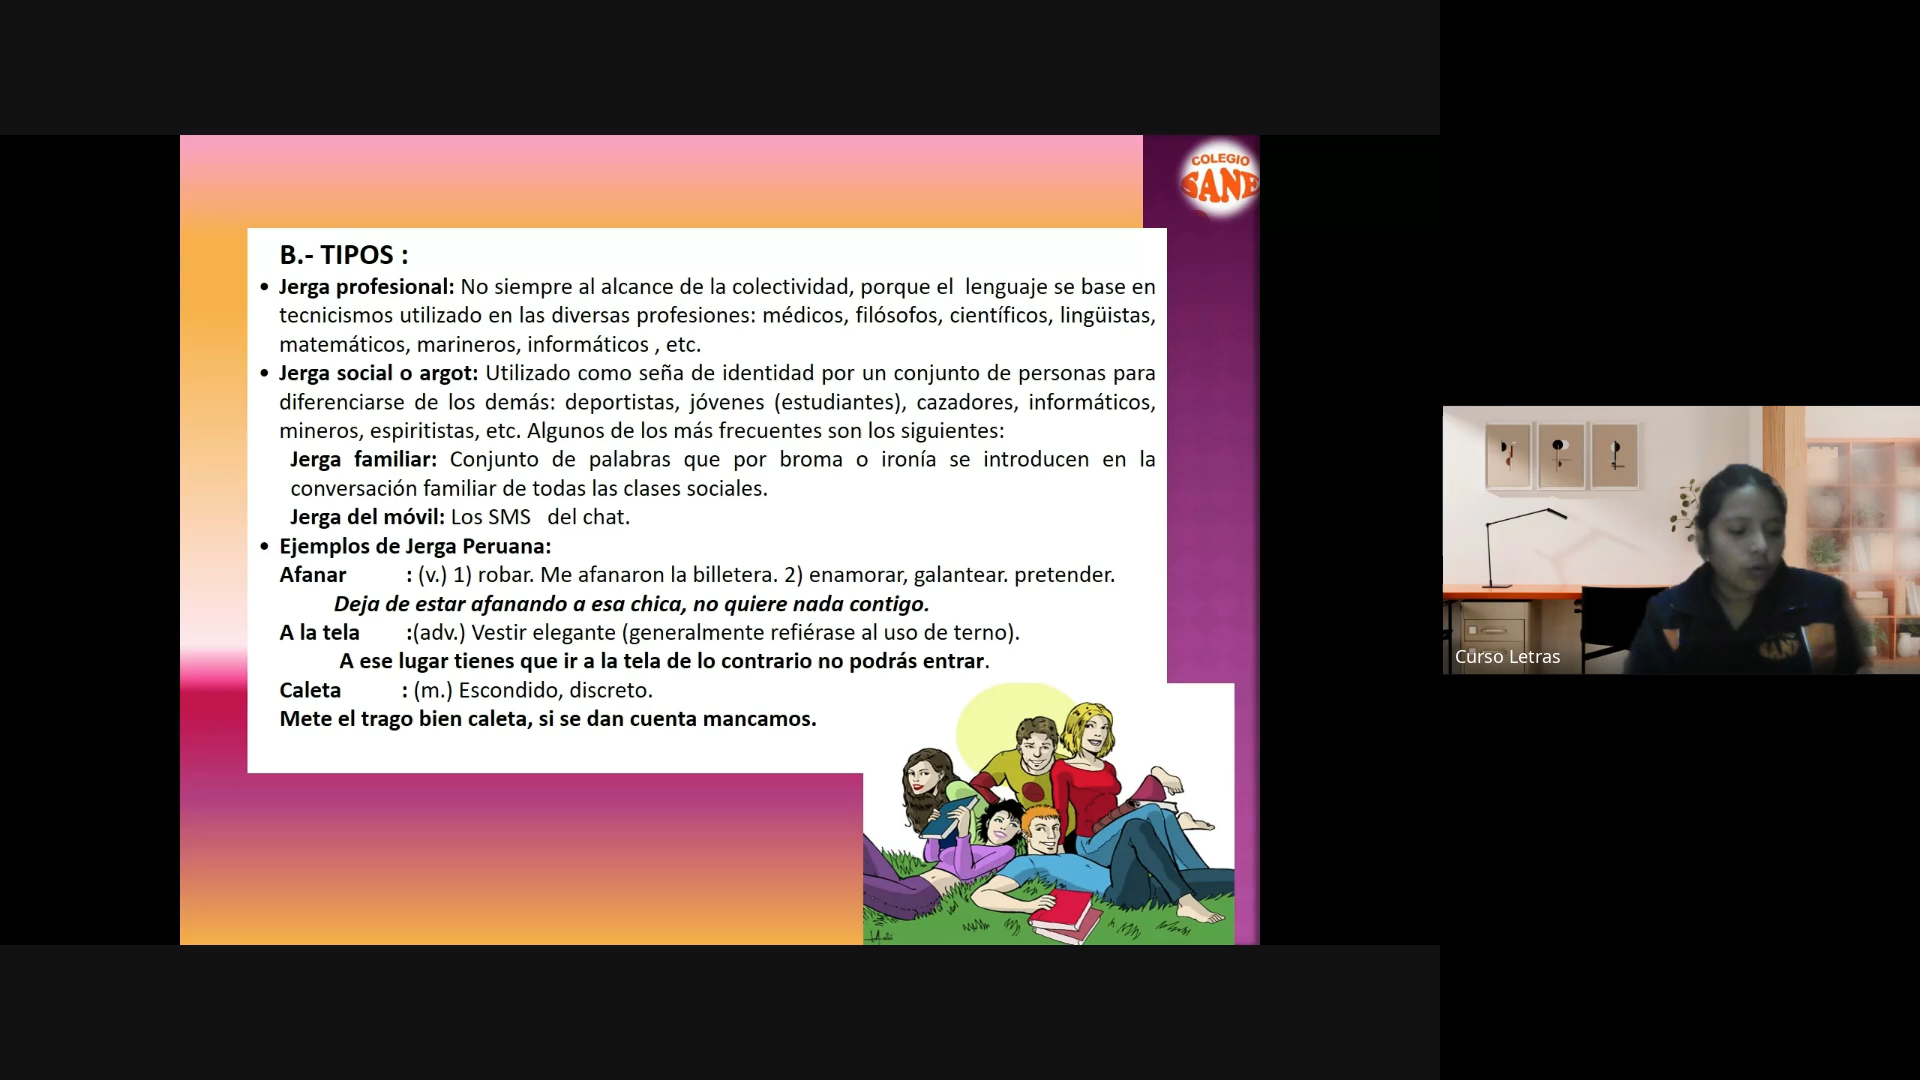 COLEGIO
SANE
B.- TIPOS :
• Jerga profesional: No siempre al alcance de la colectividad, porque el lenguaje se base en
tecnicismos utilizado en las diversas profesiones: médicos, filósofos, científicos, lingüistas,
matemáticos, marineros, informáticos , etc.
• Jerga social o argot: Utilizado como seña de identidad por un conjunto de personas para
diferenciarse de los demás: deportistas, jóvenes (estudiantes), cazadores, informáticos,
mineros, espiritistas, etc. Algunos de los más frecuentes son los siguientes:
Jerga familiar: Conjunto de palabras que por broma o ironía se introducen en la
conversación familiar de todas las clases sociales.
Jerga del móvil: Los SMS del chat.
• Ejemplos de Jerga Peruana:
Afanar : (v.) 1) robar. Me afanaron la billetera. 2) enamorar, galantear. pretender.
Deja de estar afanando a esa chica, no quiere nada contigo.
A la tela :(adv.) Vestir elegante (generalmente refiérase al uso de terno).
A ese lugar tienes que ir a la tela de lo contrario no podrás entrar.
Caleta : (m.) Escondido, discreto.
Mete el trago bien caleta, si se dan cuenta mancamos.
Curso Letras
SANE